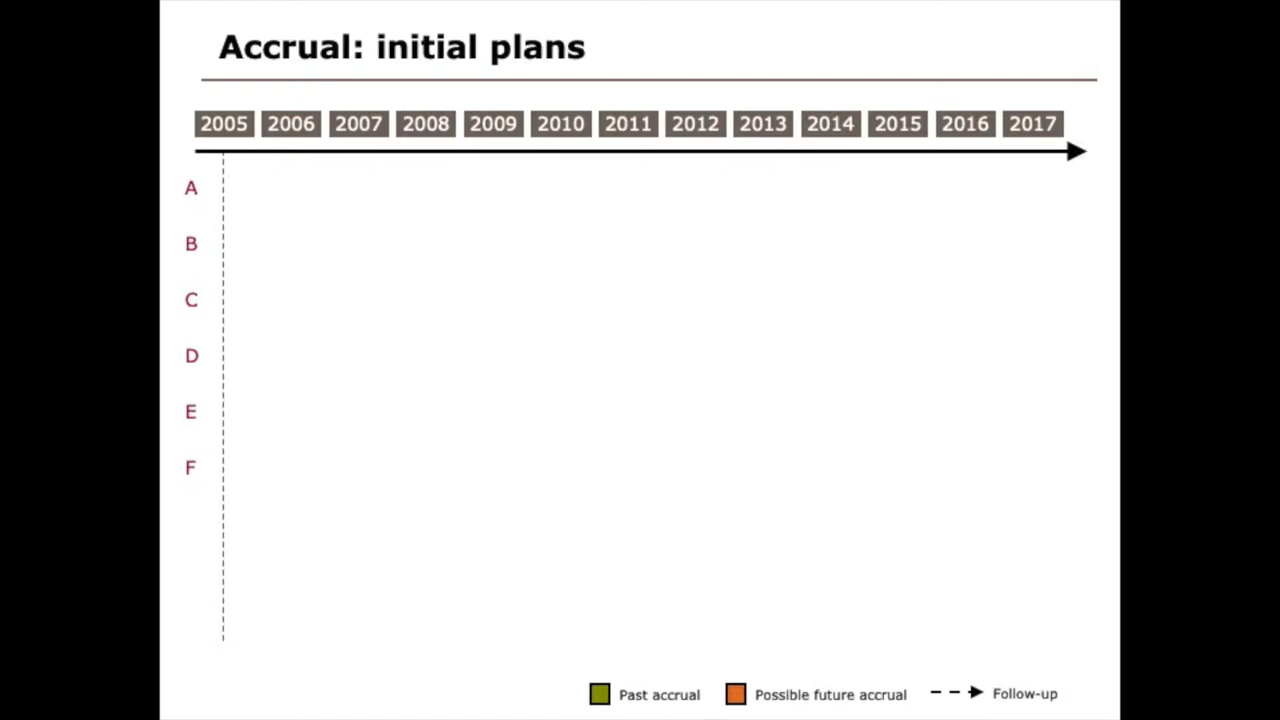 Accrual: initial plans
2005 2006 2007 2008 2009 2010 2011 2012 2013 2014 2015 2016 2017
A
B
C
D
E
F
Past accrual Possible future accrual Follow-up